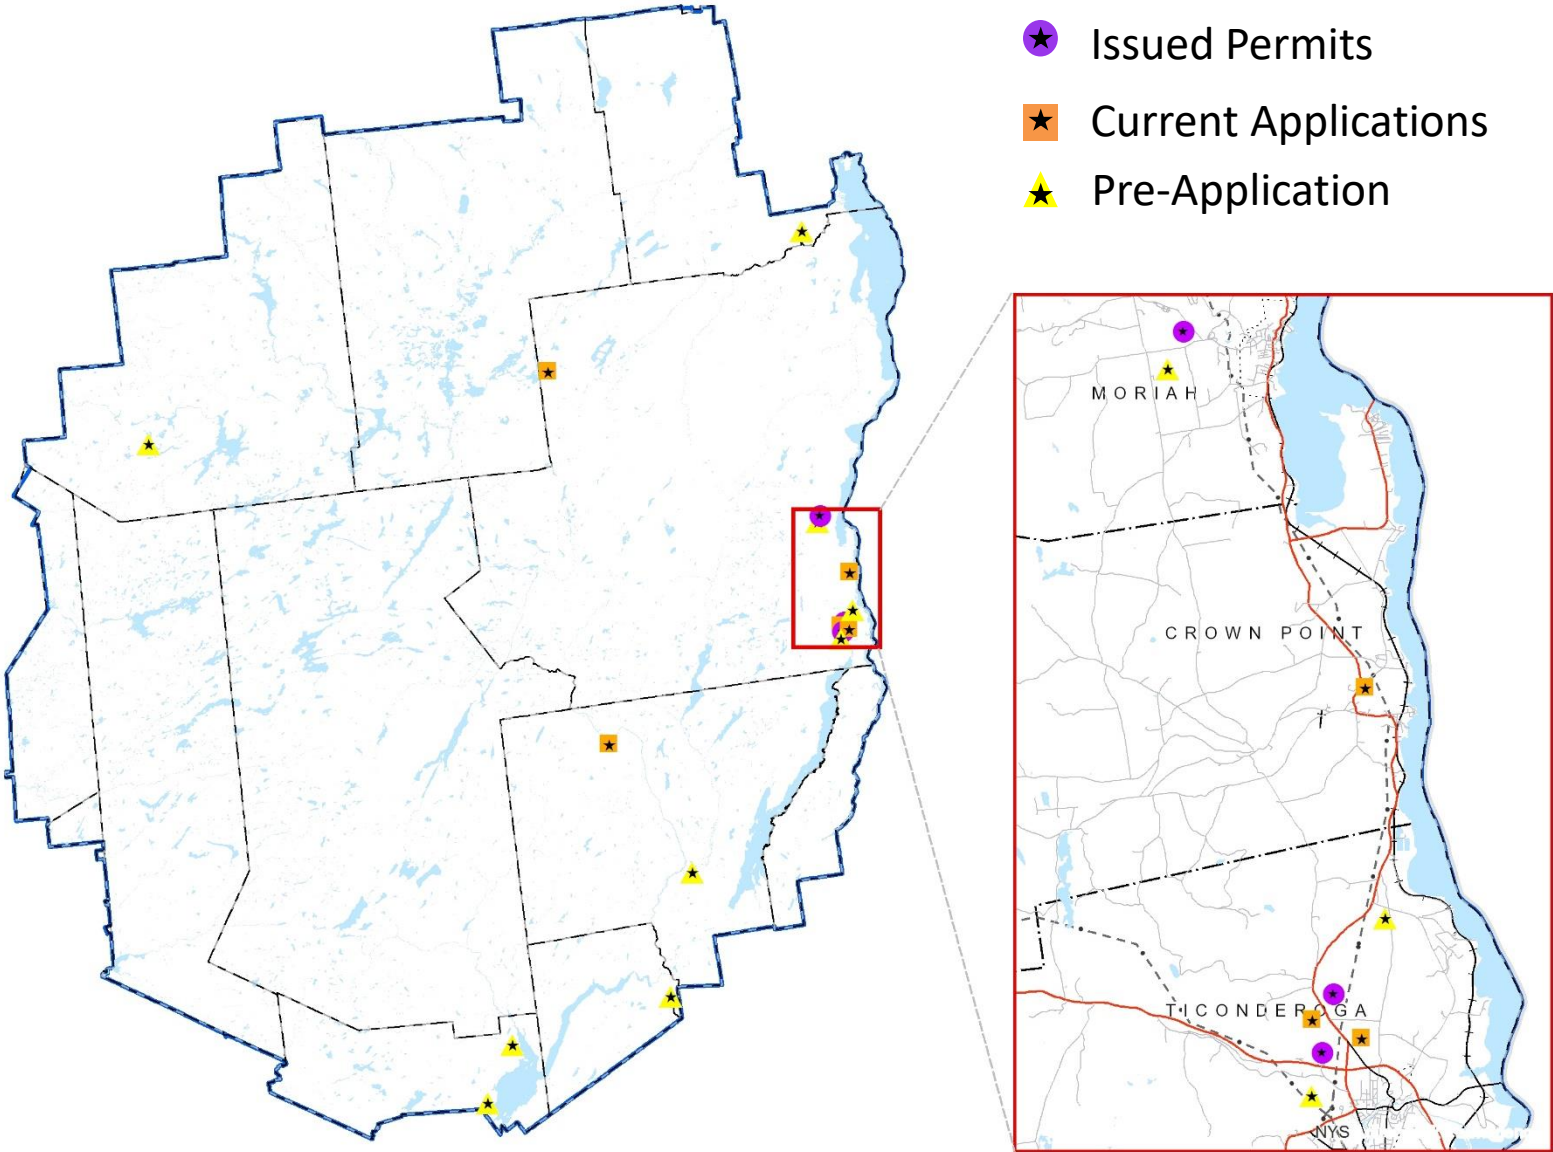 Issued Permits
Current Applications
Pre-Application
MORIAH
CROWN POINT
TICONDEROGA
NYS